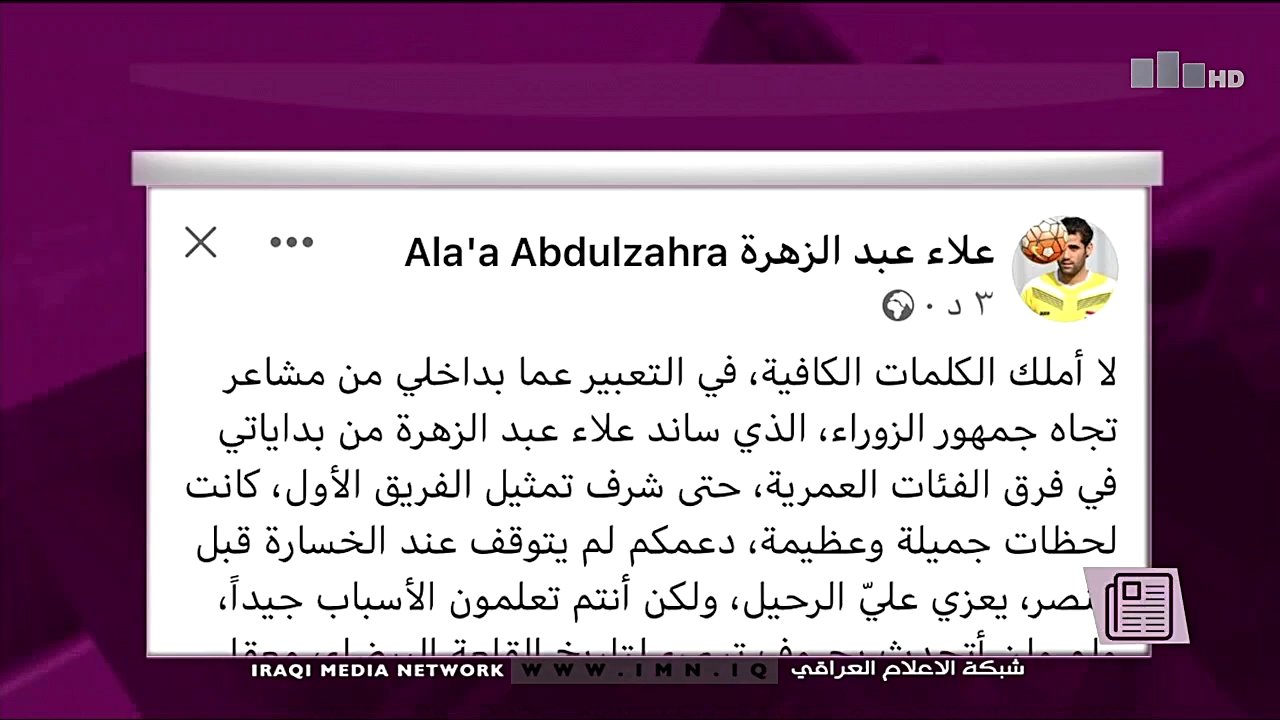 HD
علاء عبد الزهرة Ala'a Abdulzahra
٣ د ·
لا أملك الكلمات الكافية، في التعبير عما بداخلي من مشاعر
تجاه جمهور الزوراء، الذي ساند علاء عبد الزهرة من بداياتي
في فرق الفئات العمرية، حتى شرف تمثيل الفريق الأول، كانت
لحظات جميلة وعظيمة، دعمكم لم يتوقف عند الخسارة قبل
يعزي عليّ الرحيل، ولكن أنتم تعلمون الأسباب جيداً،
IRAQI MEDIA NETWORK WWW.IMN.IQ شبكة الاعلام العراقي